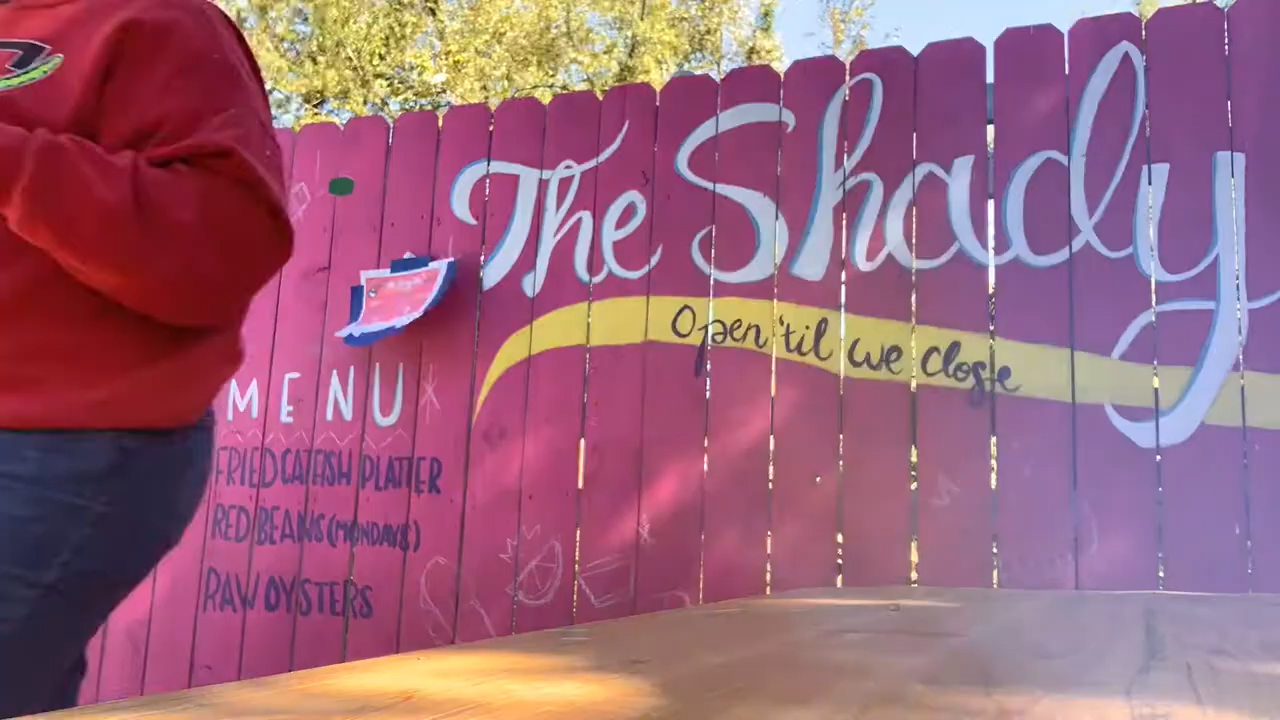 The Shady
Open 'til we close
MENU
FRIED CATFISH PLATTER
RED BEANS (MONDAYS)
RAW OYSTERS